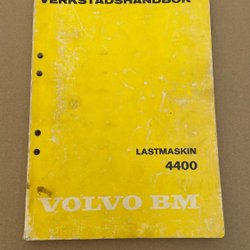 VERKSTADSHANDBOK
LASTMASKIN
4400
VOLVO BM